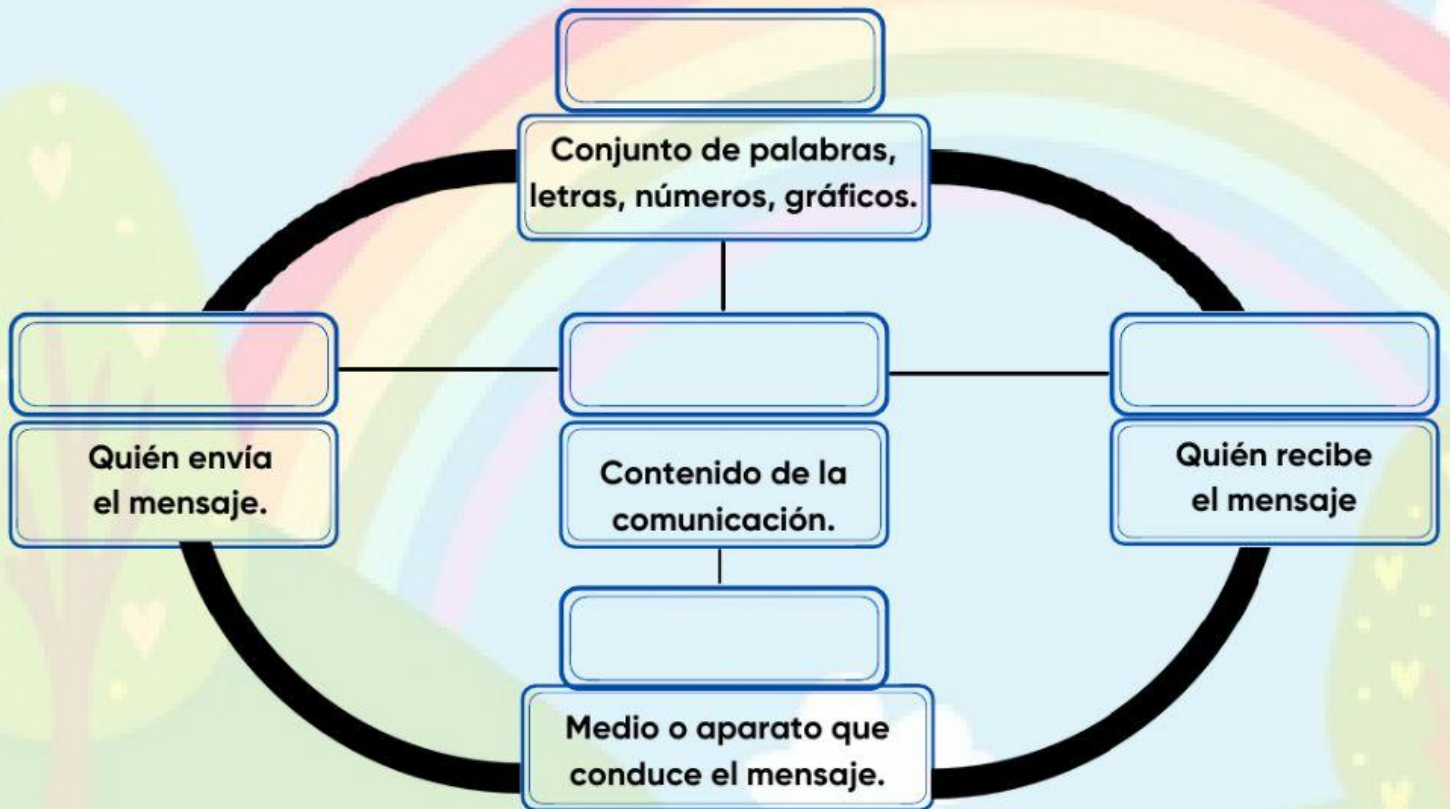 Conjunto de palabras,
letras, números, gráficos.
Quién envía
el mensaje.
Contenido de la
comunicación.
Quién recibe
el mensaje
Medio o aparato que
conduce el mensaje.